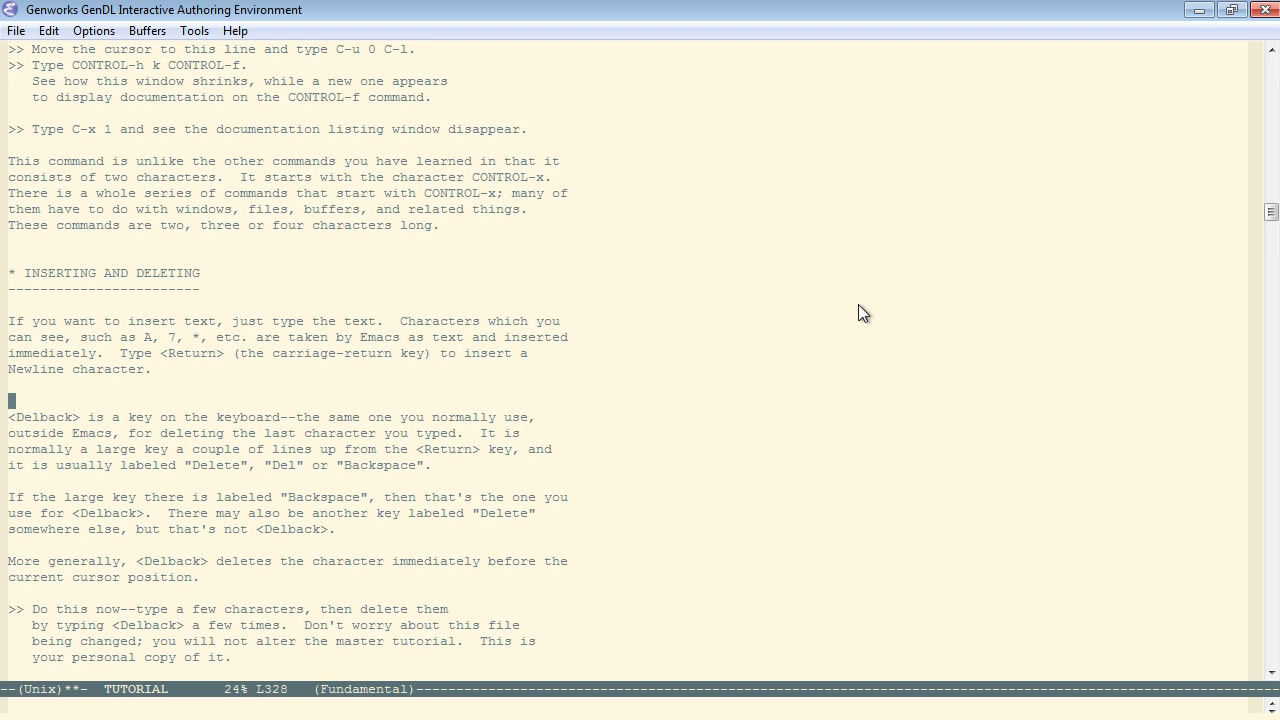 Genworks GenDL Interactive Authoring Environment
File Edit Options Buffers Tools Help
>> Move the cursor to this line and type C-u 0 C-l.
>> Type CONTROL-h k CONTROL-f.
   See how this window shrinks, while a new one appears
   to display documentation on the CONTROL-f command.
>> Type C-x 1 and see the documentation listing window disappear.
This command is unlike the other commands you have learned in that it
consists of two characters.  It starts with the character CONTROL-x.
There is a whole series of commands that start with CONTROL-x; many of
them have to do with windows, files, buffers, and related things.
These commands are two, three or four characters long.
* INSERTING AND DELETING
------------------------
If you want to insert text, just type the text.  Characters which you
can see, such as A, 7, *, etc. are taken by Emacs as text and inserted
immediately.  Type <Return> (the carriage-return key) to insert a
Newline character.
<Delback> is a key on the keyboard--the same one you normally use,
outside Emacs, for deleting the last character you typed.  It is
normally a large key a couple of lines up from the <Return> key, and
it is usually labeled "Delete", "Del" or "Backspace".
If the large key there is labeled "Backspace", then that's the one you
use for <Delback>.  There may also be another key labeled "Delete"
somewhere else, but that's not <Delback>.
More generally, <Delback> deletes the character immediately before the
current cursor position.
>> Do this now--type a few characters, then delete them
   by typing <Delback> a few times.  Don't worry about this file
   being changed; you will not alter the master tutorial.  This is
   your personal copy of it.
--(Unix)**-  TUTORIAL       24% L328   (Fundamental)------------------------------------------------------------------------------------------------------------